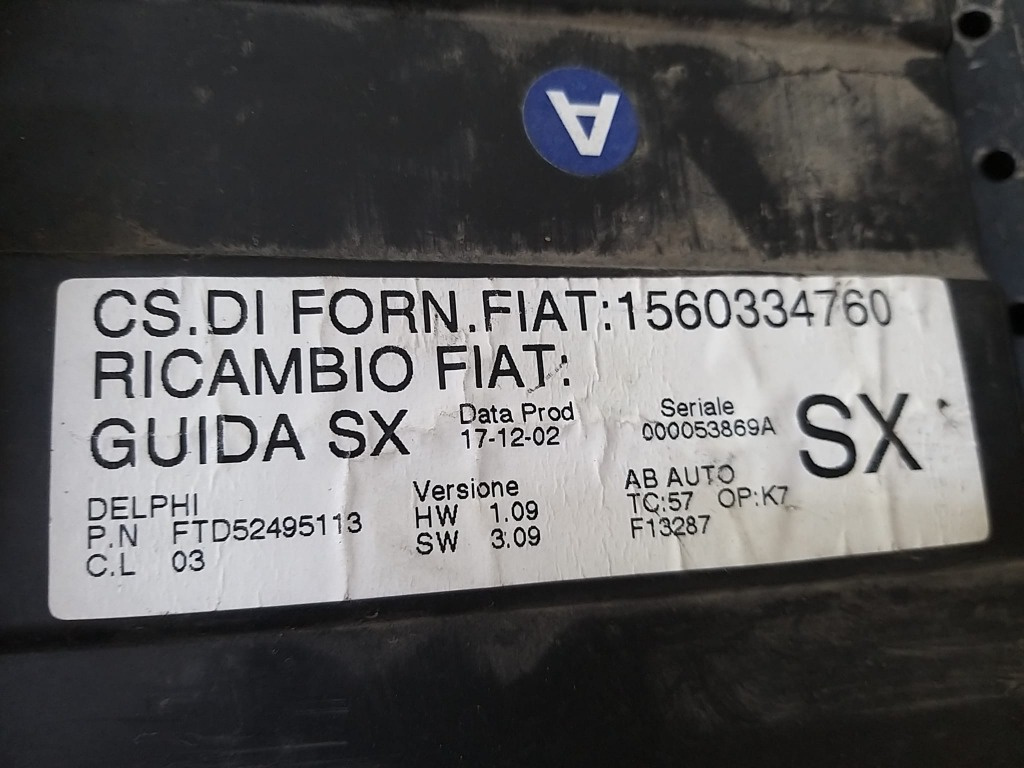 A
CS.DI FORN.FIAT:1560334760
RICAMBIO FIAT:
GUIDA SX
Data Prod
17-12-02
Seriale
000053869A
SX
DELPHI
P.N FTD52495113
C.L 03
Versione
HW 1.09
SW 3.09
AB AUTO
TC:57 OP:K7
F13287